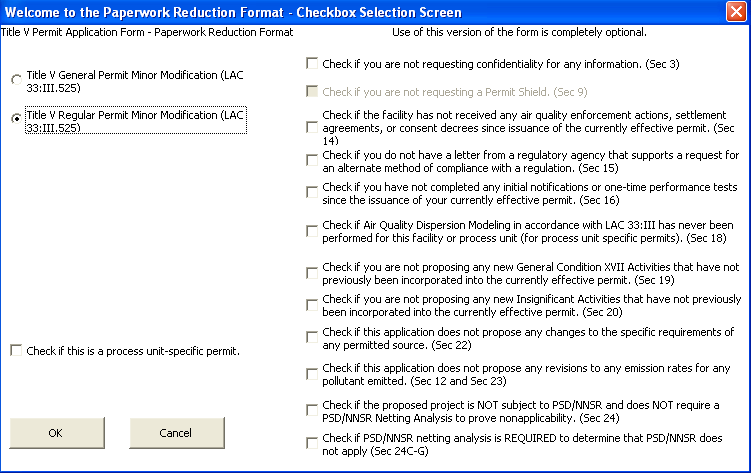 Welcome to the Paperwork Reduction Format - Checkbox Selection Screen
Title V Permit Application Form - Paperwork Reduction Format
Use of this version of the form is completely optional.
Title V General Permit Minor Modification (LAC
33:III.525)
Title V Regular Permit Minor Modification (LAC
33:III.525)
Check if this is a process unit-specific permit.
OK
Cancel
Check if you are not requesting confidentiality for any information. (Sec 3)
Check if you are not requesting a Permit Shield. (Sec 9)
Check if the facility has not received any air quality enforcement actions, settlement
agreements, or consent decrees since issuance of the currently effective permit. (Sec
14)
Check if you do not have a letter from a regulatory agency that supports a request for
an alternate method of compliance with a regulation. (Sec 15)
Check if you have not completed any initial notifications or one-time performance tests
since the issuance of your currently effective permit. (Sec 16)
Check if Air Quality Dispersion Modeling in accordance with LAC 33:III has never been
performed for this facility or process unit (for process unit specific permits). (Sec 18)
Check if you are not proposing any new General Condition XVII Activities that have not
previously been incorporated into the currently effective permit. (Sec 19)
Check if you are not proposing any new Insignificant Activities that have not previously
been incorporated into the currently effective permit. (Sec 20)
Check if this application does not propose any changes to the specific requirements of
any permitted source. (Sec 22)
Check if this application does not propose any revisions to any emission rates for any
pollutant emitted. (Sec 12 and Sec 23)
Check if the proposed project is NOT subject to PSD/NNSR and does NOT require a
PSD/NNSR Netting Analysis to prove nonapplicability. (Sec 24)
Check if PSD/NNSR netting analysis is REQUIRED to determine that PSD/NNSR does
not apply (Sec 24C-G)